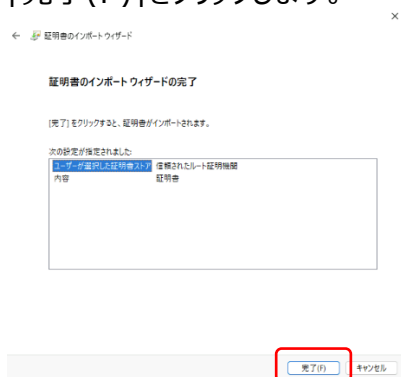 [完了(F)]をクリックします。
証明書のインポート ウィザード
証明書のインポート ウィザードの完了
[完了] をクリックすると、証明書がインポートされます。
次の設定が指定されました:
ユーザーが選択した証明書ストア 信頼されたルート証明機関
内容 証明書
完了(F) キャンセル